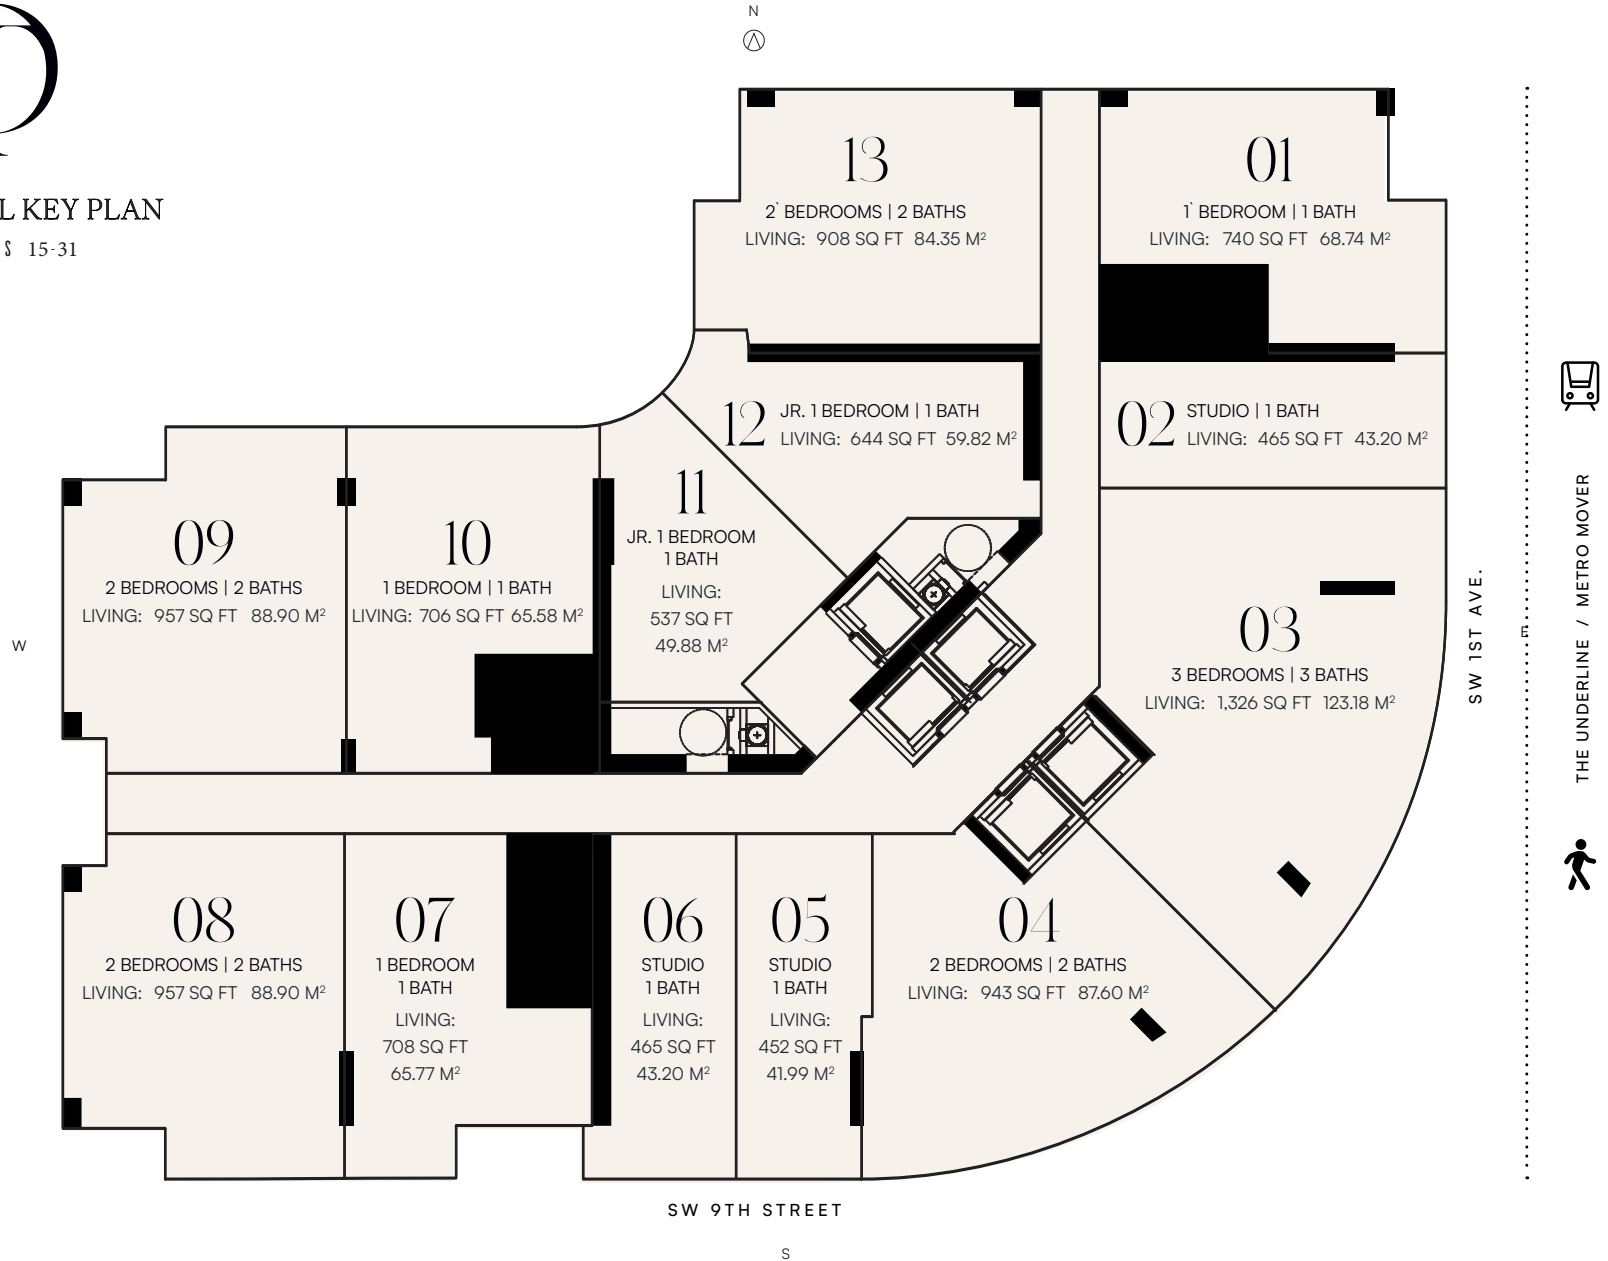 N
L KEY PLAN
S 15-31
13
2` BEDROOMS | 2 BATHS
LIVING: 908 SQ FT 84.35 M²
01
1` BEDROOM | 1 BATH
LIVING: 740 SQ FT 68.74 M²
12
JR. 1 BEDROOM | 1 BATH
LIVING: 644 SQ FT 59.82 M²
02
STUDIO | 1 BATH
LIVING: 465 SQ FT 43.20 M²
11
JR. 1 BEDROOM
1 BATH
LIVING:
537 SQ FT
49.88 M²
09
2 BEDROOMS | 2 BATHS
LIVING: 957 SQ FT 88.90 M²
10
1 BEDROOM | 1 BATH
LIVING: 706 SQ FT 65.58 M²
03
3 BEDROOMS | 3 BATHS
LIVING: 1,326 SQ FT 123.18 M²
W
E
SW 1ST AVE.
THE UNDERLINE / METRO MOVER
08
2 BEDROOMS | 2 BATHS
LIVING: 957 SQ FT 88.90 M²
07
1 BEDROOM
1 BATH
LIVING:
708 SQ FT
65.77 M²
06
STUDIO
1 BATH
LIVING:
465 SQ FT
43.20 M²
05
STUDIO
1 BATH
LIVING:
452 SQ FT
41.99 M²
04
2 BEDROOMS | 2 BATHS
LIVING: 943 SQ FT 87.60 M²
SW 9TH STREET
S